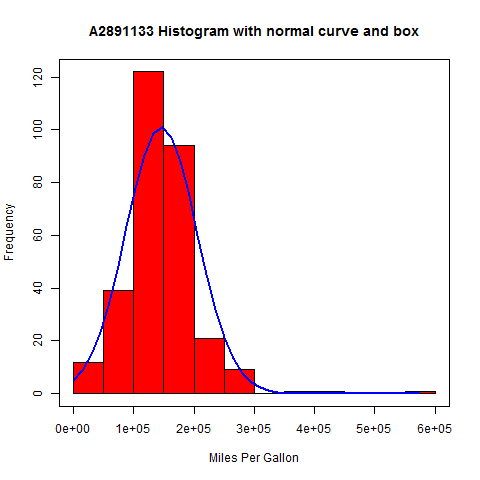 A2891133 Histogram with normal curve and box
Frequency
120
100
80
60
40
20
0
0e+00 1e+05 2e+05 3e+05 4e+05 5e+05 6e+05
Miles Per Gallon